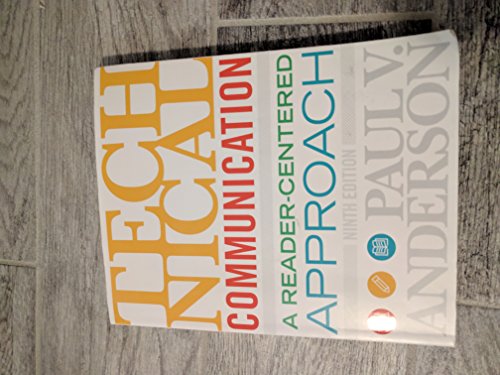 TECH
NICAL
COMMUNICATION
A READER-CENTERED
APPROACH
NINTH EDITION
PAUL V.
ANDERSON